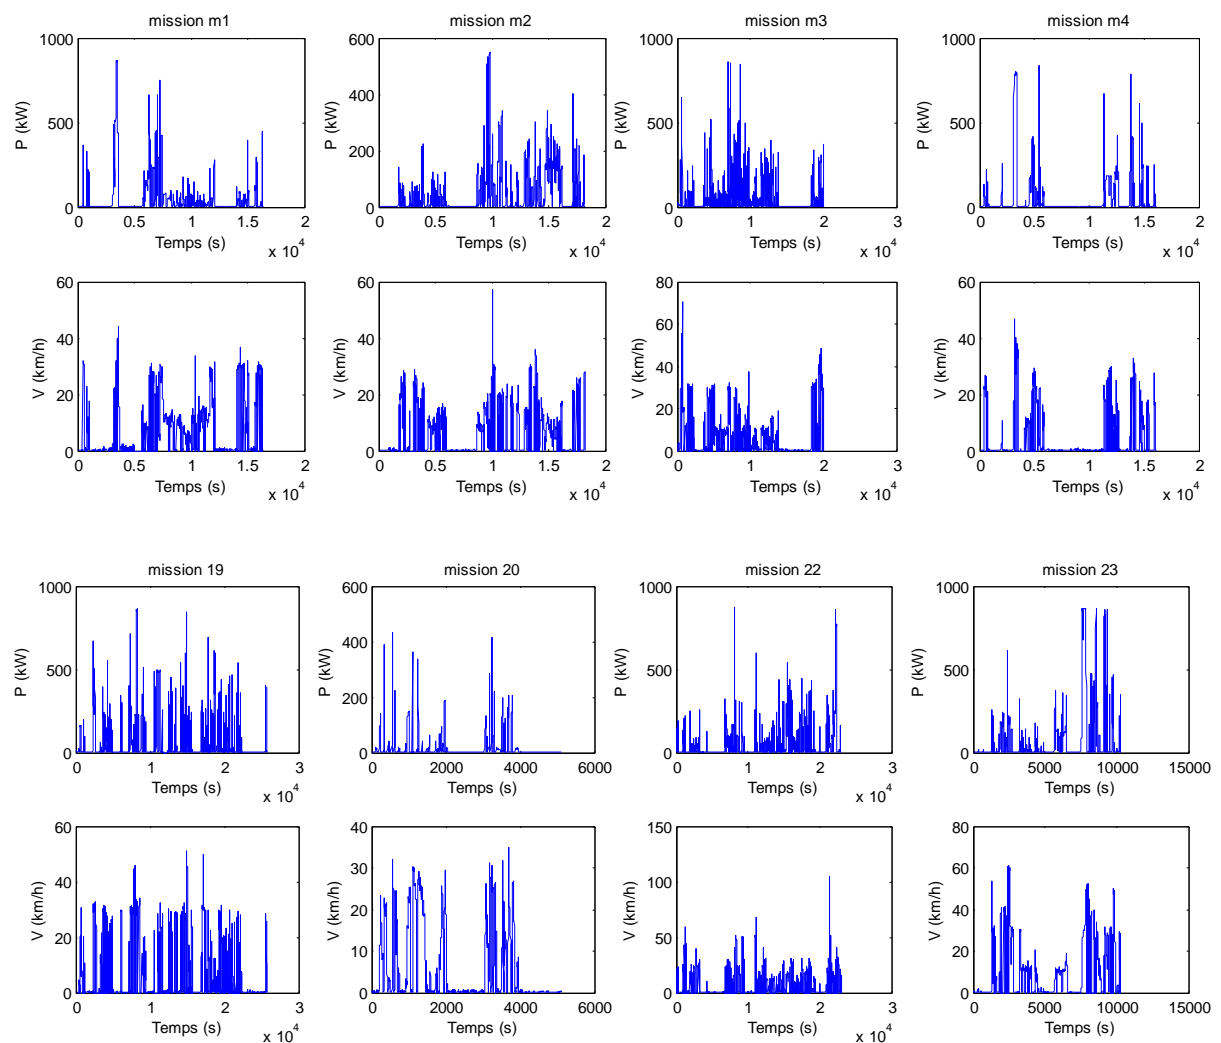 mission m1
mission m2
mission m3
mission m4
1000
500
0
P (kW)
0 0.5 1 1.5 2
Temps (s)
x 10^4
600
400
200
0
P (kW)
0 0.5 1 1.5 2
Temps (s)
x 10^4
1000
500
0
P (kW)
0 1 2 3
Temps (s)
x 10^4
1000
500
0
P (kW)
0 0.5 1 1.5 2
Temps (s)
x 10^4
60
40
20
0
V (km/h)
0 0.5 1 1.5 2
Temps (s)
x 10^4
60
40
20
0
V (km/h)
0 0.5 1 1.5 2
Temps (s)
x 10^4
80
60
40
20
0
V (km/h)
0 1 2 3
Temps (s)
x 10^4
60
40
20
0
V (km/h)
0 0.5 1 1.5 2
Temps (s)
x 10^4
mission 19
mission 20
mission 22
mission 23
1000
500
0
P (kW)
0 1 2 3
Temps (s)
x 10^4
600
400
200
0
P (kW)
0 2000 4000 6000
Temps (s)
1000
500
0
P (kW)
0 1 2 3
Temps (s)
x 10^4
1000
500
0
P (kW)
0 5000 10000 15000
Temps (s)
60
40
20
0
V (km/h)
0 1 2 3
Temps (s)
x 10^4
40
30
20
10
0
V (km/h)
0 2000 4000 6000
Temps (s)
150
100
50
0
V (km/h)
0 1 2 3
Temps (s)
x 10^4
80
60
40
20
0
V (km/h)
0 5000 10000 15000
Temps (s)